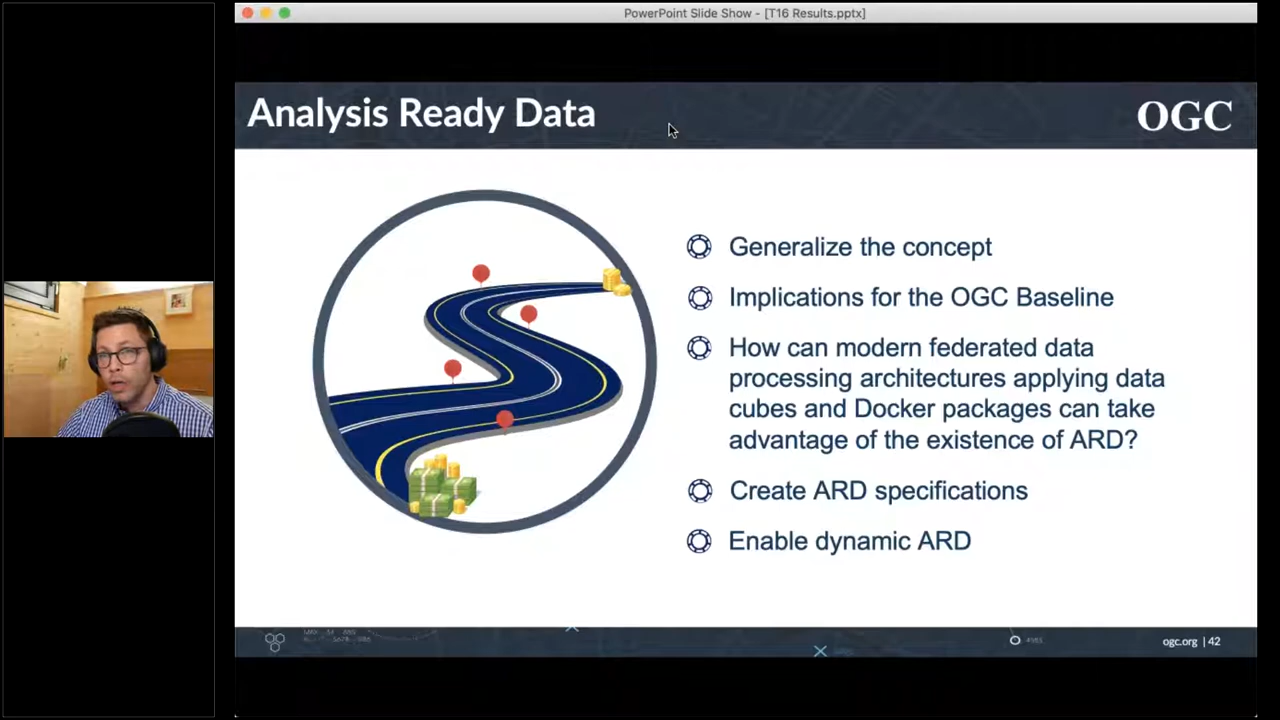 PowerPoint Slide Show - [T16 Results.pptx]
Analysis Ready Data
OGC
Generalize the concept
Implications for the OGC Baseline
How can modern federated data
processing architectures applying data
cubes and Docker packages can take
advantage of the existence of ARD?
Create ARD specifications
Enable dynamic ARD
ogc.org | 42